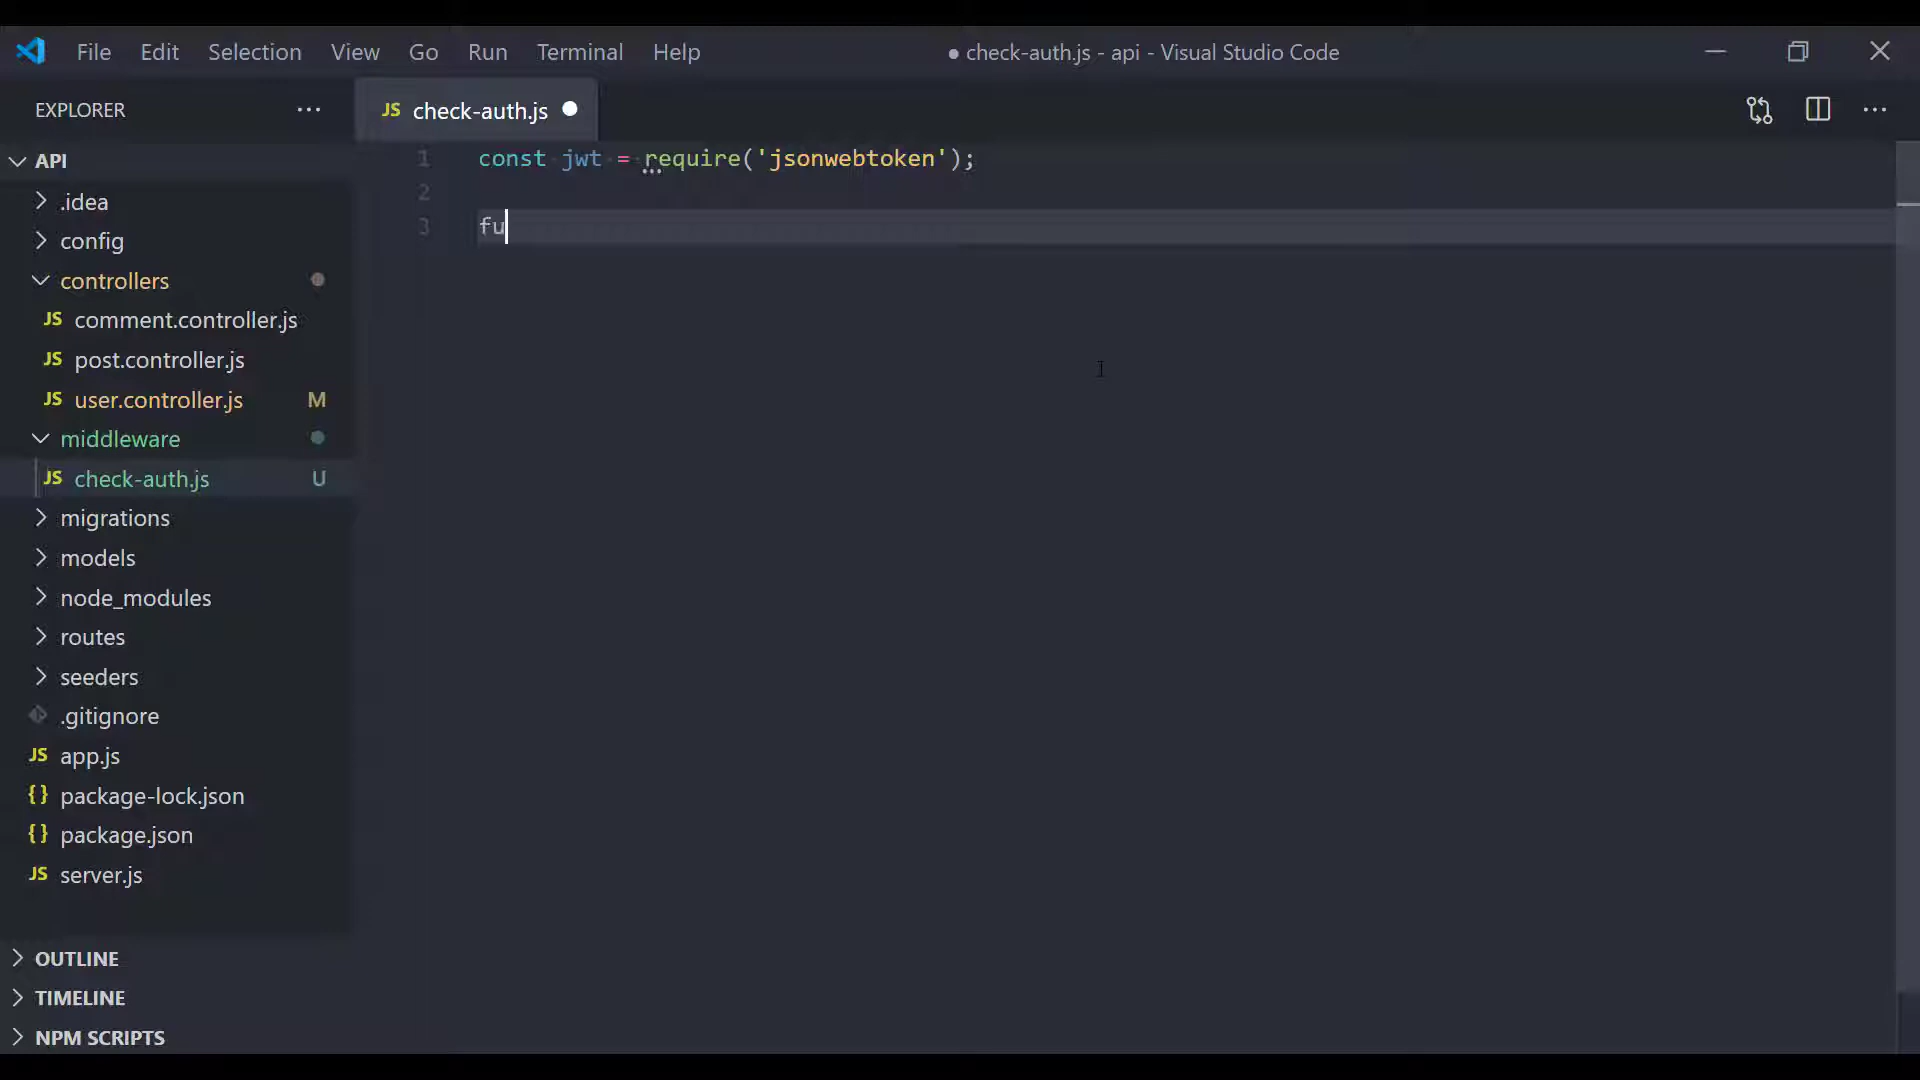 File Edit Selection View Go Run Terminal Help
● check-auth.js - api - Visual Studio Code
EXPLORER
JS check-auth.js
API
.idea
config
controllers
JS comment.controller.js
JS post.controller.js
JS user.controller.js M
middleware
JS check-auth.js U
migrations
models
node_modules
routes
seeders
.gitignore
JS app.js
{} package-lock.json
{} package.json
JS server.js
OUTLINE
TIMELINE
NPM SCRIPTS
1 const jwt = require('jsonwebtoken');
2
3 fu